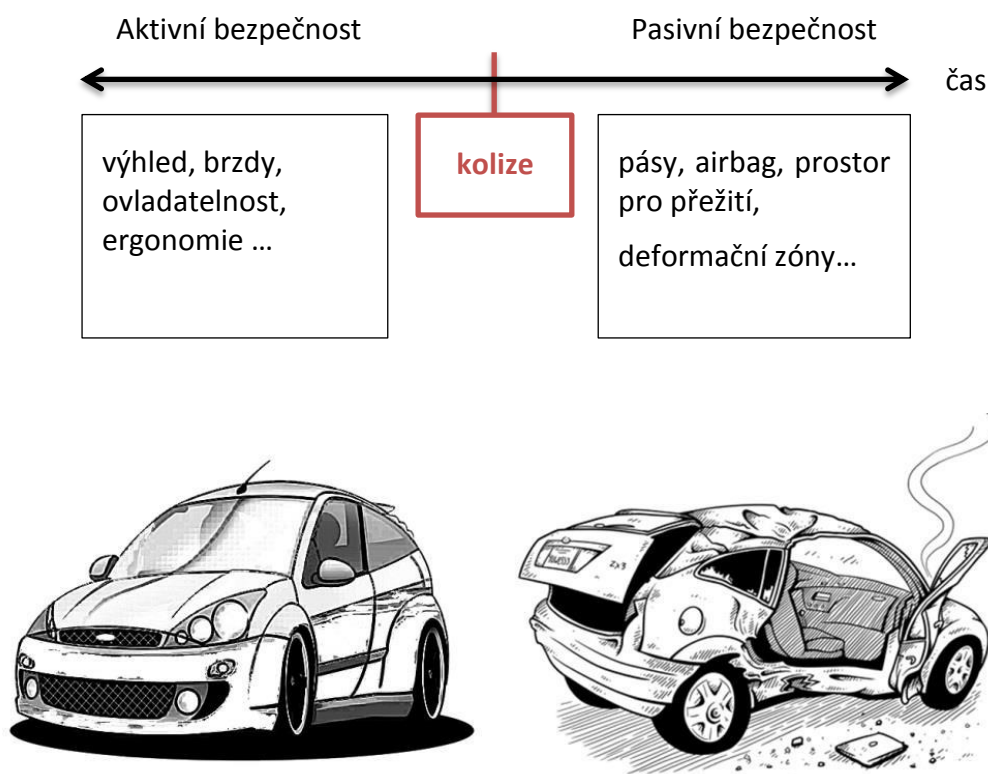 Aktivní bezpečnost
Pasivní bezpečnost
čas
výhled, brzdy,
ovladatelnost,
ergonomie ...
kolize
pásy, airbag, prostor
pro přežití,
deformační zóny...